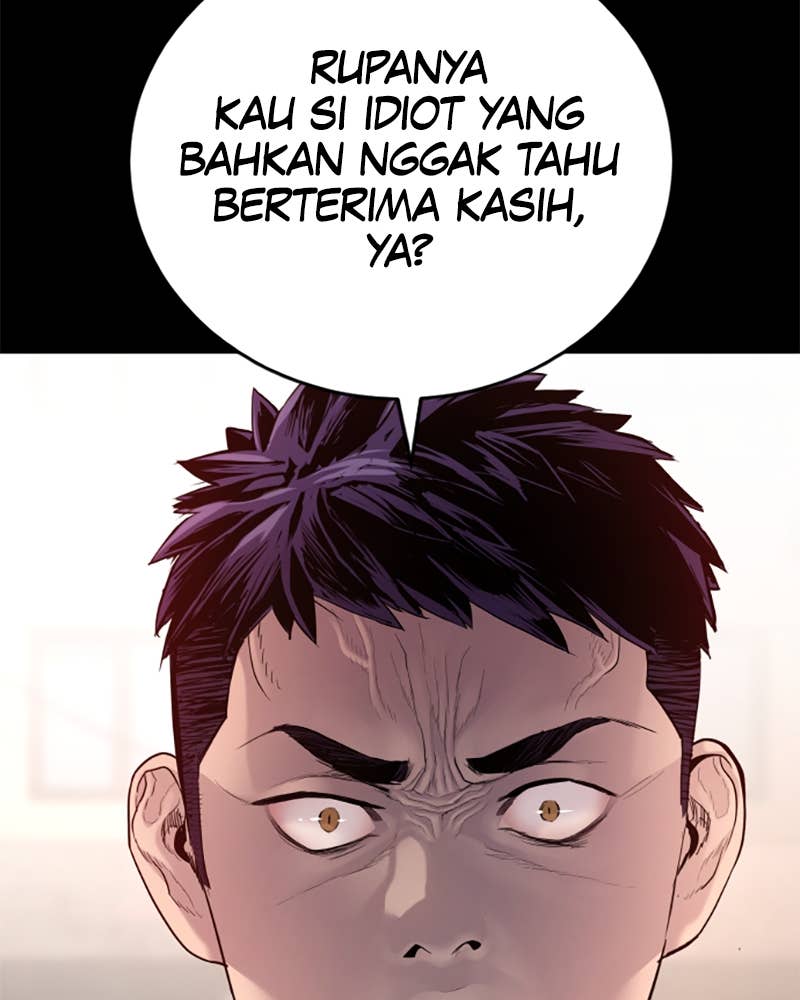 RUPANYA
KAU SI IDIOT YANG
BAHKAN NGGAK TAHU
BERTERIMA KASIH,
YA?